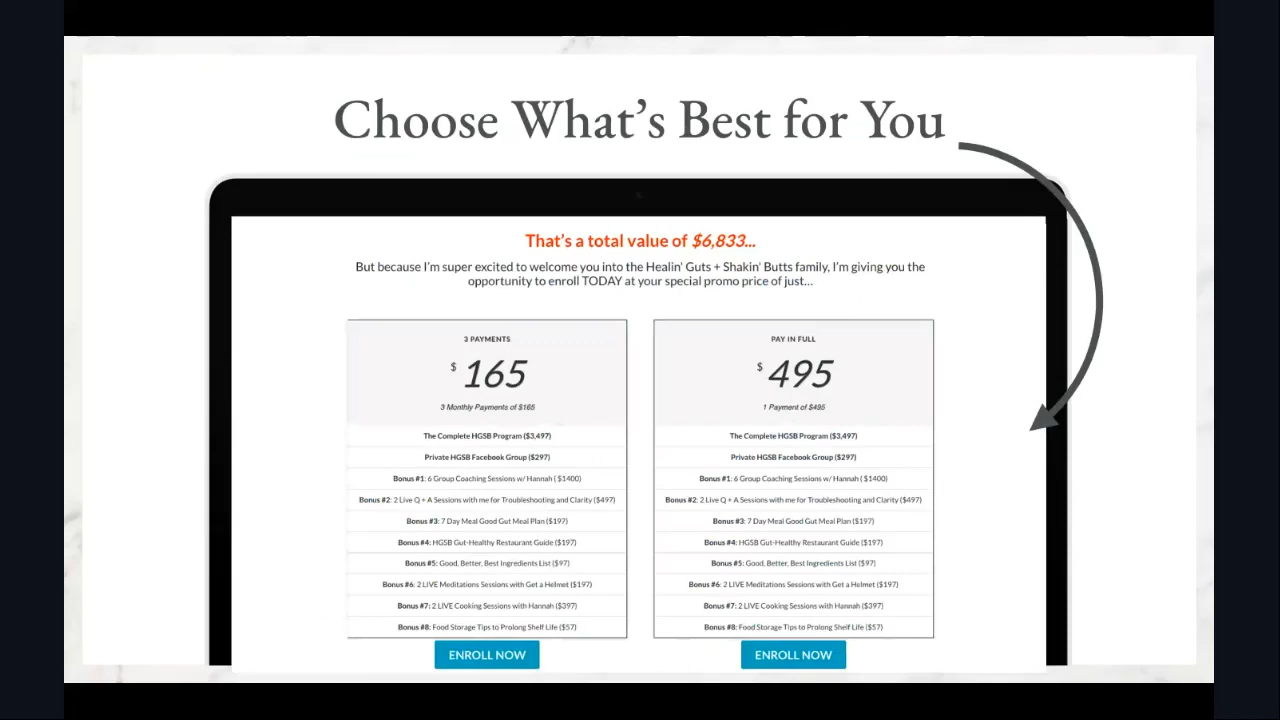 Choose What's Best for You
That's a total value of $6,833...
But because I'm super excited to welcome you into the Healin' Guts + Shakin' Butts family, I'm giving you the
opportunity to enroll TODAY at your special promo price of just...
3 PAYMENTS
$ 165
3 Monthly Payments of $165
The Complete HGSB Program ($3,497)
Private HGSB Facebook Group ($297)
Bonus #1: 6 Group Coaching Sessions w/ Hannah ( $1400)
Bonus #2: 2 Live Q + A Sessions with me for Troubleshooting and Clarity ($497)
Bonus #3: 7 Day Meal Good Gut Meal Plan ($197)
Bonus #4: HGSB Gut-Healthy Restaurant Guide ($197)
Bonus #5: Good, Better, Best Ingredients List ($97)
Bonus #6: 2 LIVE Meditations Sessions with Get a Helmet ($197)
Bonus #7: 2 LIVE Cooking Sessions with Hannah ($397)
Bonus #8: Food Storage Tips to Prolong Shelf Life ($57)
ENROLL NOW
PAY IN FULL
$ 495
1 Payment of $495
The Complete HGSB Program ($3,497)
Private HGSB Facebook Group ($297)
Bonus #1: 6 Group Coaching Sessions w/ Hannah ( $1400)
Bonus #2: 2 Live Q + A Sessions with me for Troubleshooting and Clarity ($497)
Bonus #3: 7 Day Meal Good Gut Meal Plan ($197)
Bonus #4: HGSB Gut-Healthy Restaurant Guide ($197)
Bonus #5: Good, Better, Best Ingredients List ($97)
Bonus #6: 2 LIVE Meditations Sessions with Get a Helmet ($197)
Bonus #7: 2 LIVE Cooking Sessions with Hannah ($397)
Bonus #8: Food Storage Tips to Prolong Shelf Life ($57)
ENROLL NOW